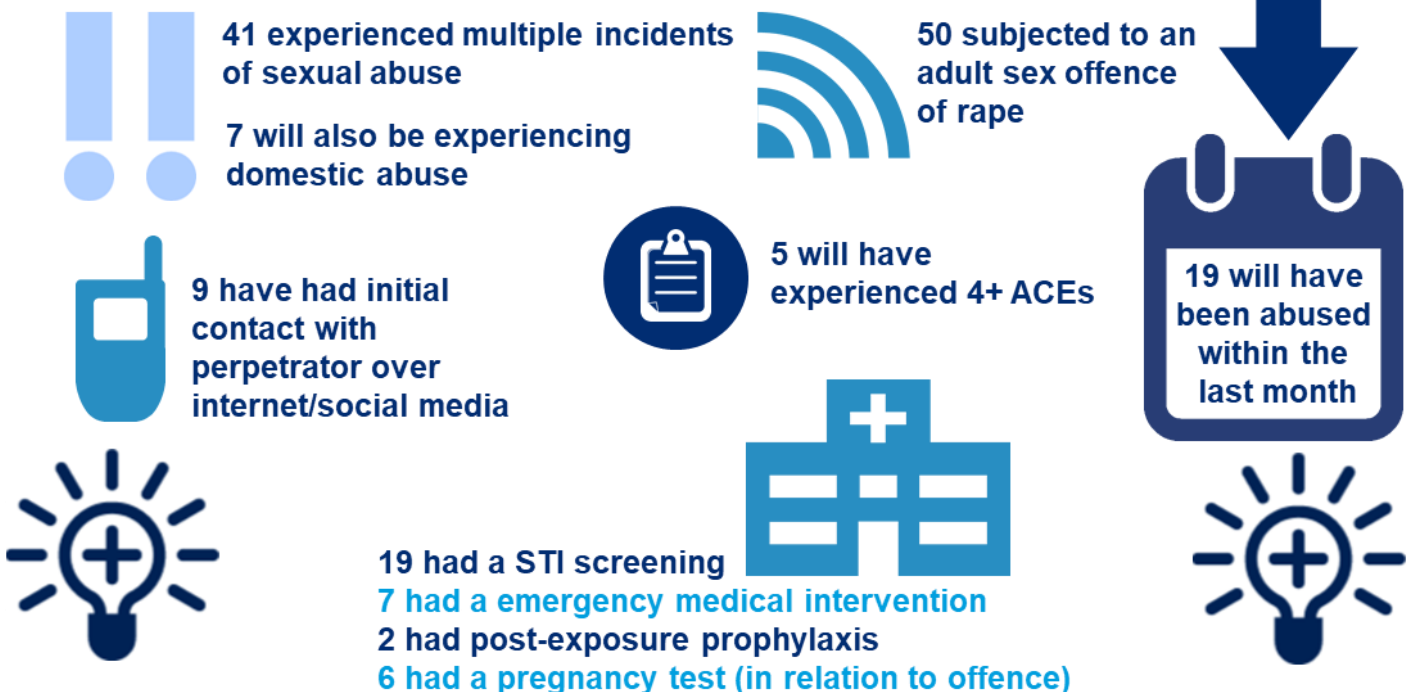 41 experienced multiple incidents
of sexual abuse
7 will also be experiencing
domestic abuse
50 subjected to an
adult sex offence
of rape
9 have had initial
contact with
perpetrator over
internet/social media
5 will have
experienced 4+ ACEs
19 will have
been abused
within the
last month
19 had a STI screening
7 had a emergency medical intervention
2 had post-exposure prophylaxis
6 had a pregnancy test (in relation to offence)